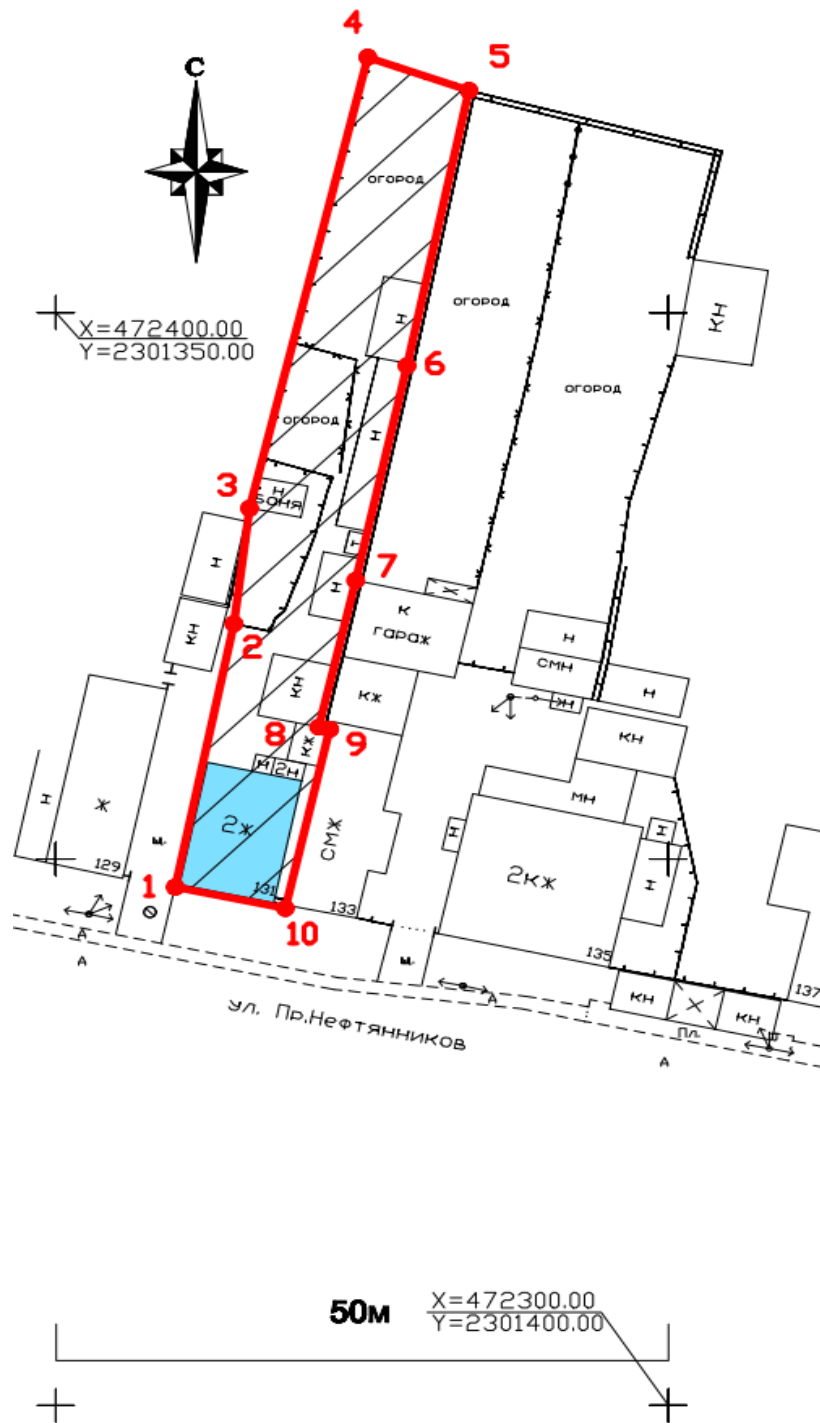 4
5
С
ОГОРОД
ОГОРОД
Н
КН
X=472400.00
Y=2301350.00
6
ОГОРОД
ОГОРОД
Н
3
Н
БОНЯ
Н
Г
7
Н
Х
К
ГАРАЖ
КН
2
Н
СМН
Н
КН
КЖ
ЖН
8
9
КЖ
КН
Н
2Н
Н
Ж
2Ж
МН
Н
Н
СМЖ
2КЖ
Н
129
1
131
10
133
135
137
КН
Х
КН
А
А
А
А
Пл.
ул. Пр.Нефтянников
50м
X=472300.00
Y=2301400.00